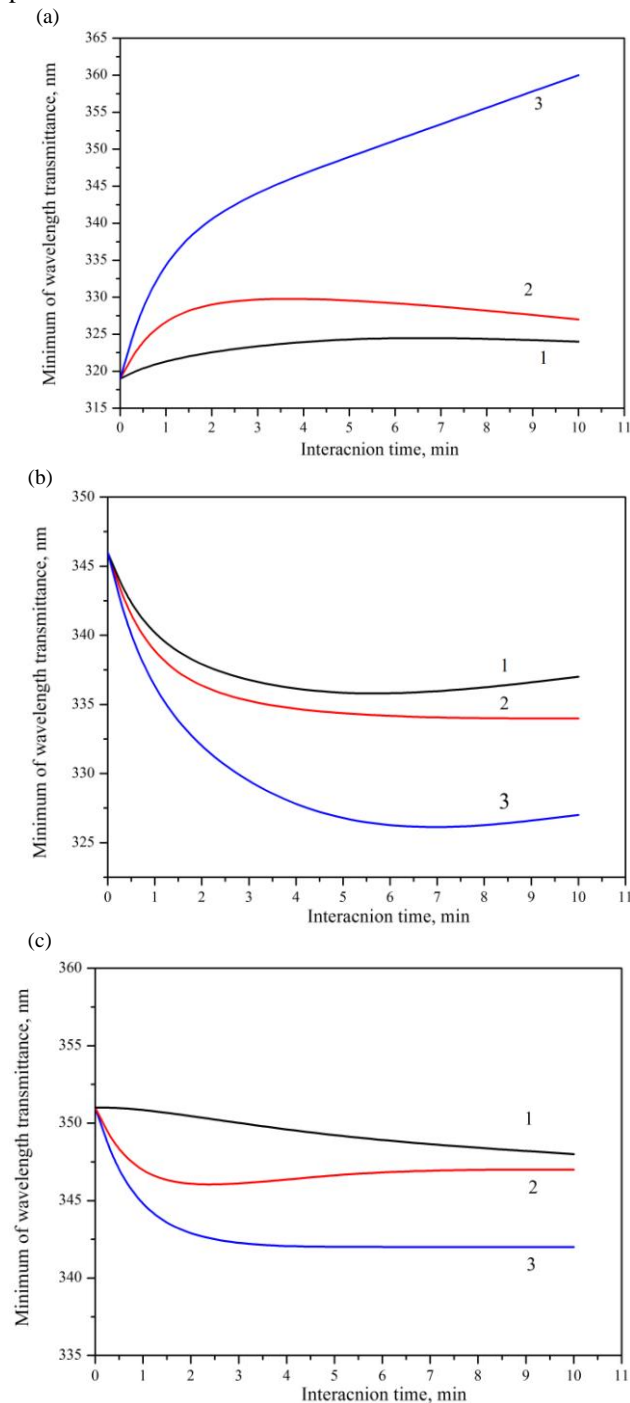 (a)
365
360
355
350
345
340
335
330
325
320
315
Minimum of wavelength transmittance, nm
3
2
1
0 1 2 3 4 5 6 7 8 9 10 11
Interacnion time, min
(b)
350
345
340
335
330
325
Minimum of wavelength transmittance, nm
1
2
3
0 1 2 3 4 5 6 7 8 9 10 11
Interacnion time, min
(c)
360
355
350
345
340
335
Minimum of wavelength transmittance, nm
1
2
3
0 1 2 3 4 5 6 7 8 9 10 11
Interacnion time, min